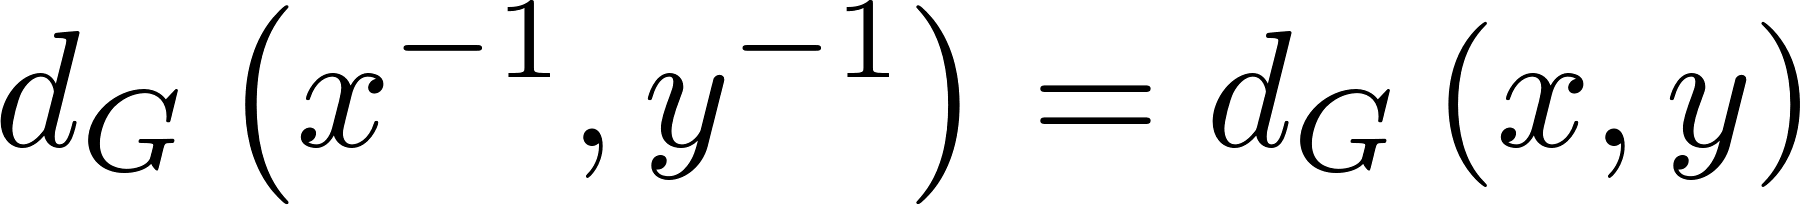 d_G (x^{-1}, y^{-1}) = d_G (x, y)